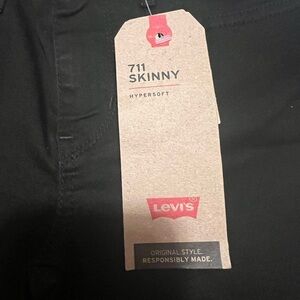 711
SKINNY
HYPERSOFT
Levi's®
ORIGINAL STYLE.
RESPONSIBLY MADE.